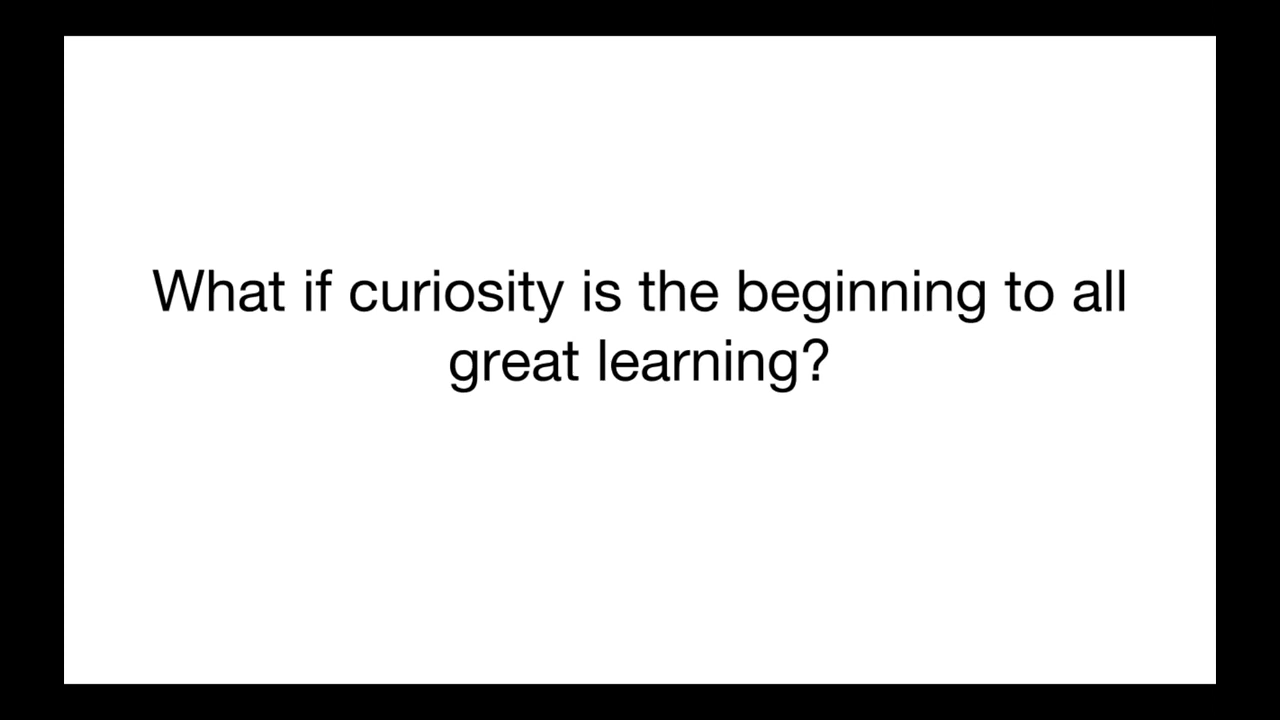 What if curiosity is the beginning to all
great learning?